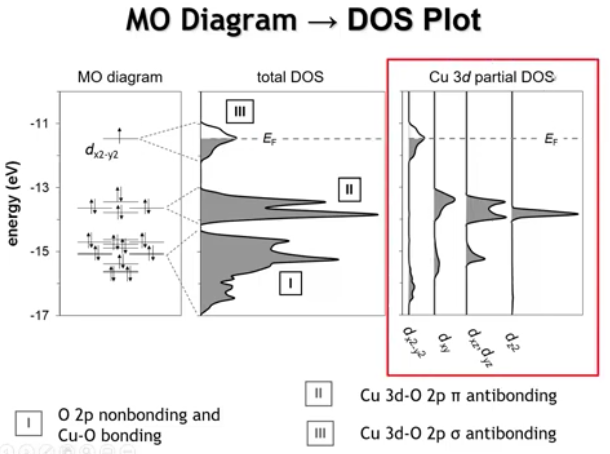 MO Diagram → DOS Plot
MO diagram
total DOS
Cu 3d partial DOS
energy (eV)
-11
-13
-15
-17
d x2-y2
III
II
I
EF
EF
dx2-y2
dxy
dxz,dyz
dz2
I
O 2p nonbonding and
Cu-O bonding
II
Cu 3d-O 2p π antibonding
III
Cu 3d-O 2p σ antibonding